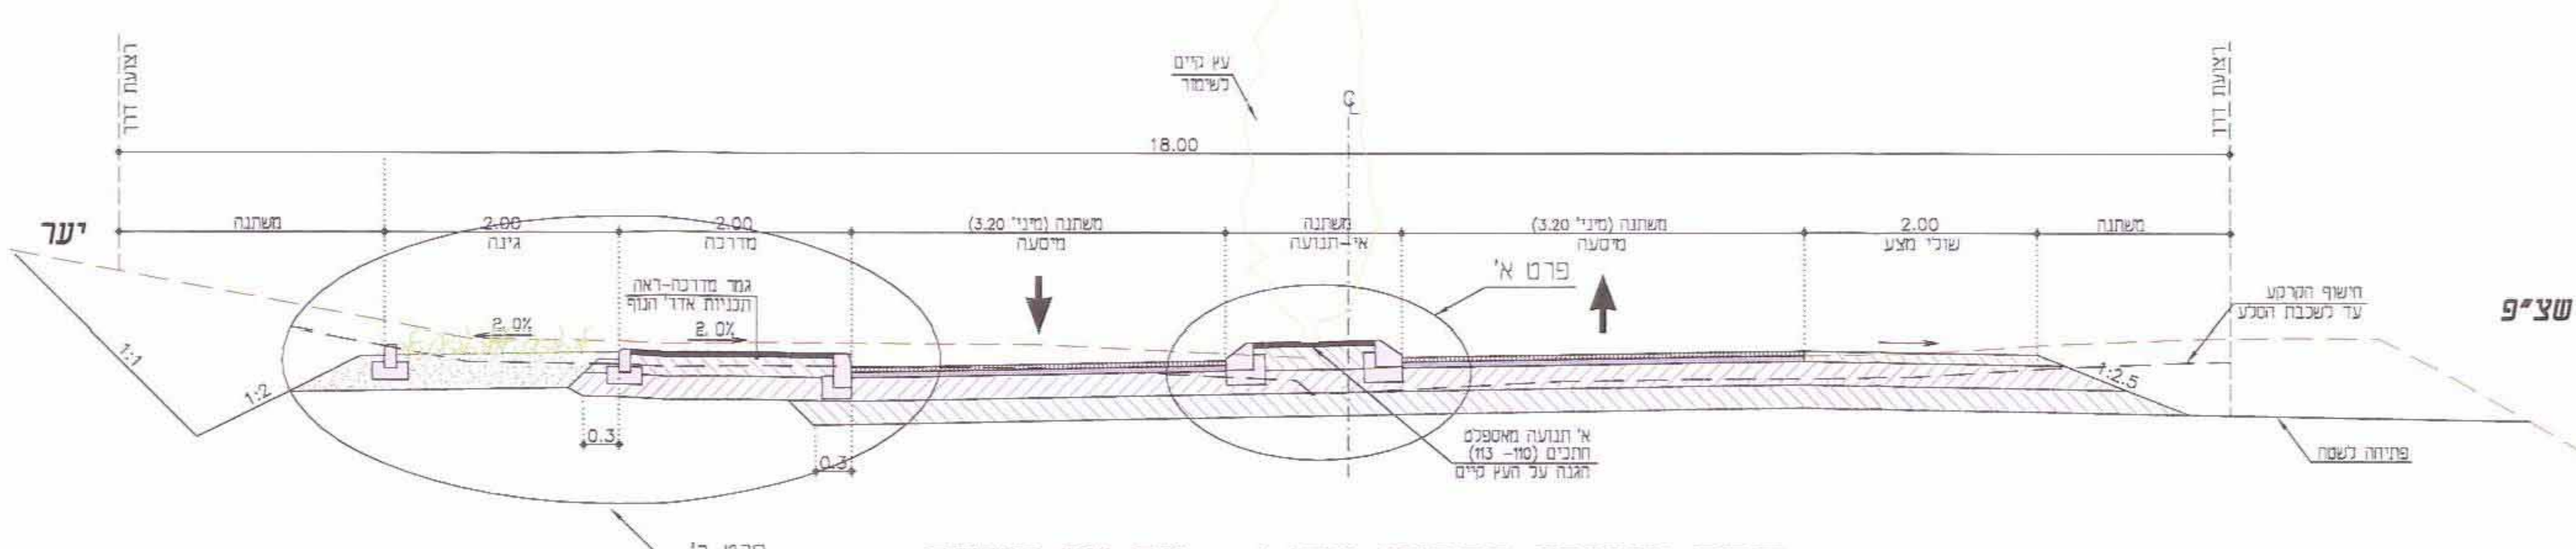 רצועת דרך
רצועת דרך
עץ קיים
לשימור
℄
18.00
יער
משתנה
2.00
גינה
2.00
מדרכה
משתנה (מיני' 3.20)
מיסעה
משתנה
אי-תנועה
משתנה (מיני' 3.20)
מיסעה
2.00
שולי מצע
משתנה
שצ"פ
פרט א'
גמר מדרכה-ראה
תכניות אדר' הנוף
חישוף הקרקע
עד לשכבת הסלע
2.0%
2.0%
1:1
1:2
1:2.5
0.3
0.3
א' תנועה מאספלט
חתכים (110- 113)
הגנה על העץ קיים
פתיחה לשטח